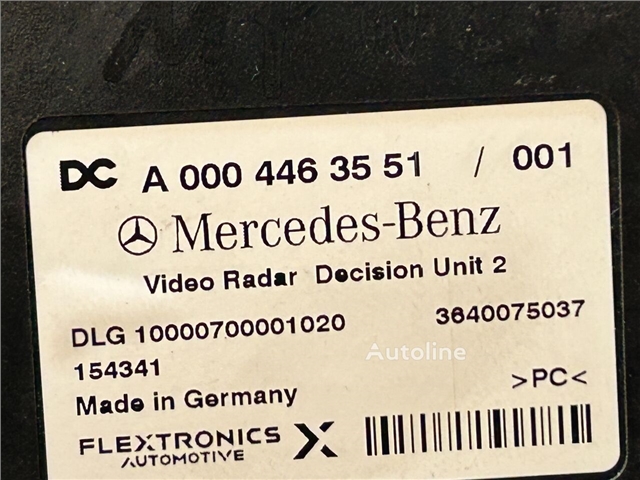 DC A 000 446 35 51 / 001
Mercedes-Benz
Video Radar Decision Unit 2
DLG 10000700001020 3640075037
154341
Autoline
Made in Germany >PC<
FLEXTRONICS
AUTOMOTIVE